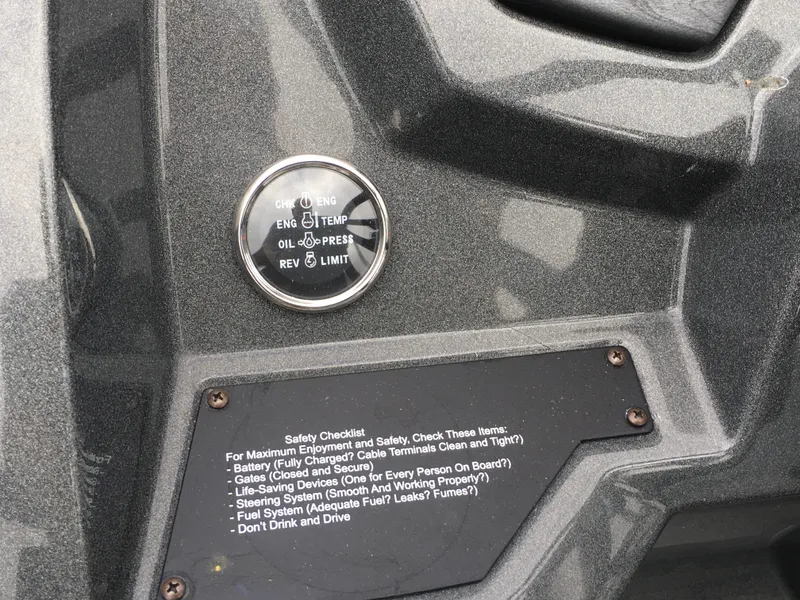 CHK ENG
ENG TEMP
OIL PRESS
REV LIMIT
Safety Checklist
For Maximum Enjoyment and Safety, Check These Items:
- Battery (Fully Charged? Cable Terminals Clean and Tight?)
- Gates (Closed and Secure)
- Life-Saving Devices (One for Every Person On Board?)
- Steering System (Smooth And Working Properly?)
- Fuel System (Adequate Fuel? Leaks? Fumes?)
- Don't Drink and Drive